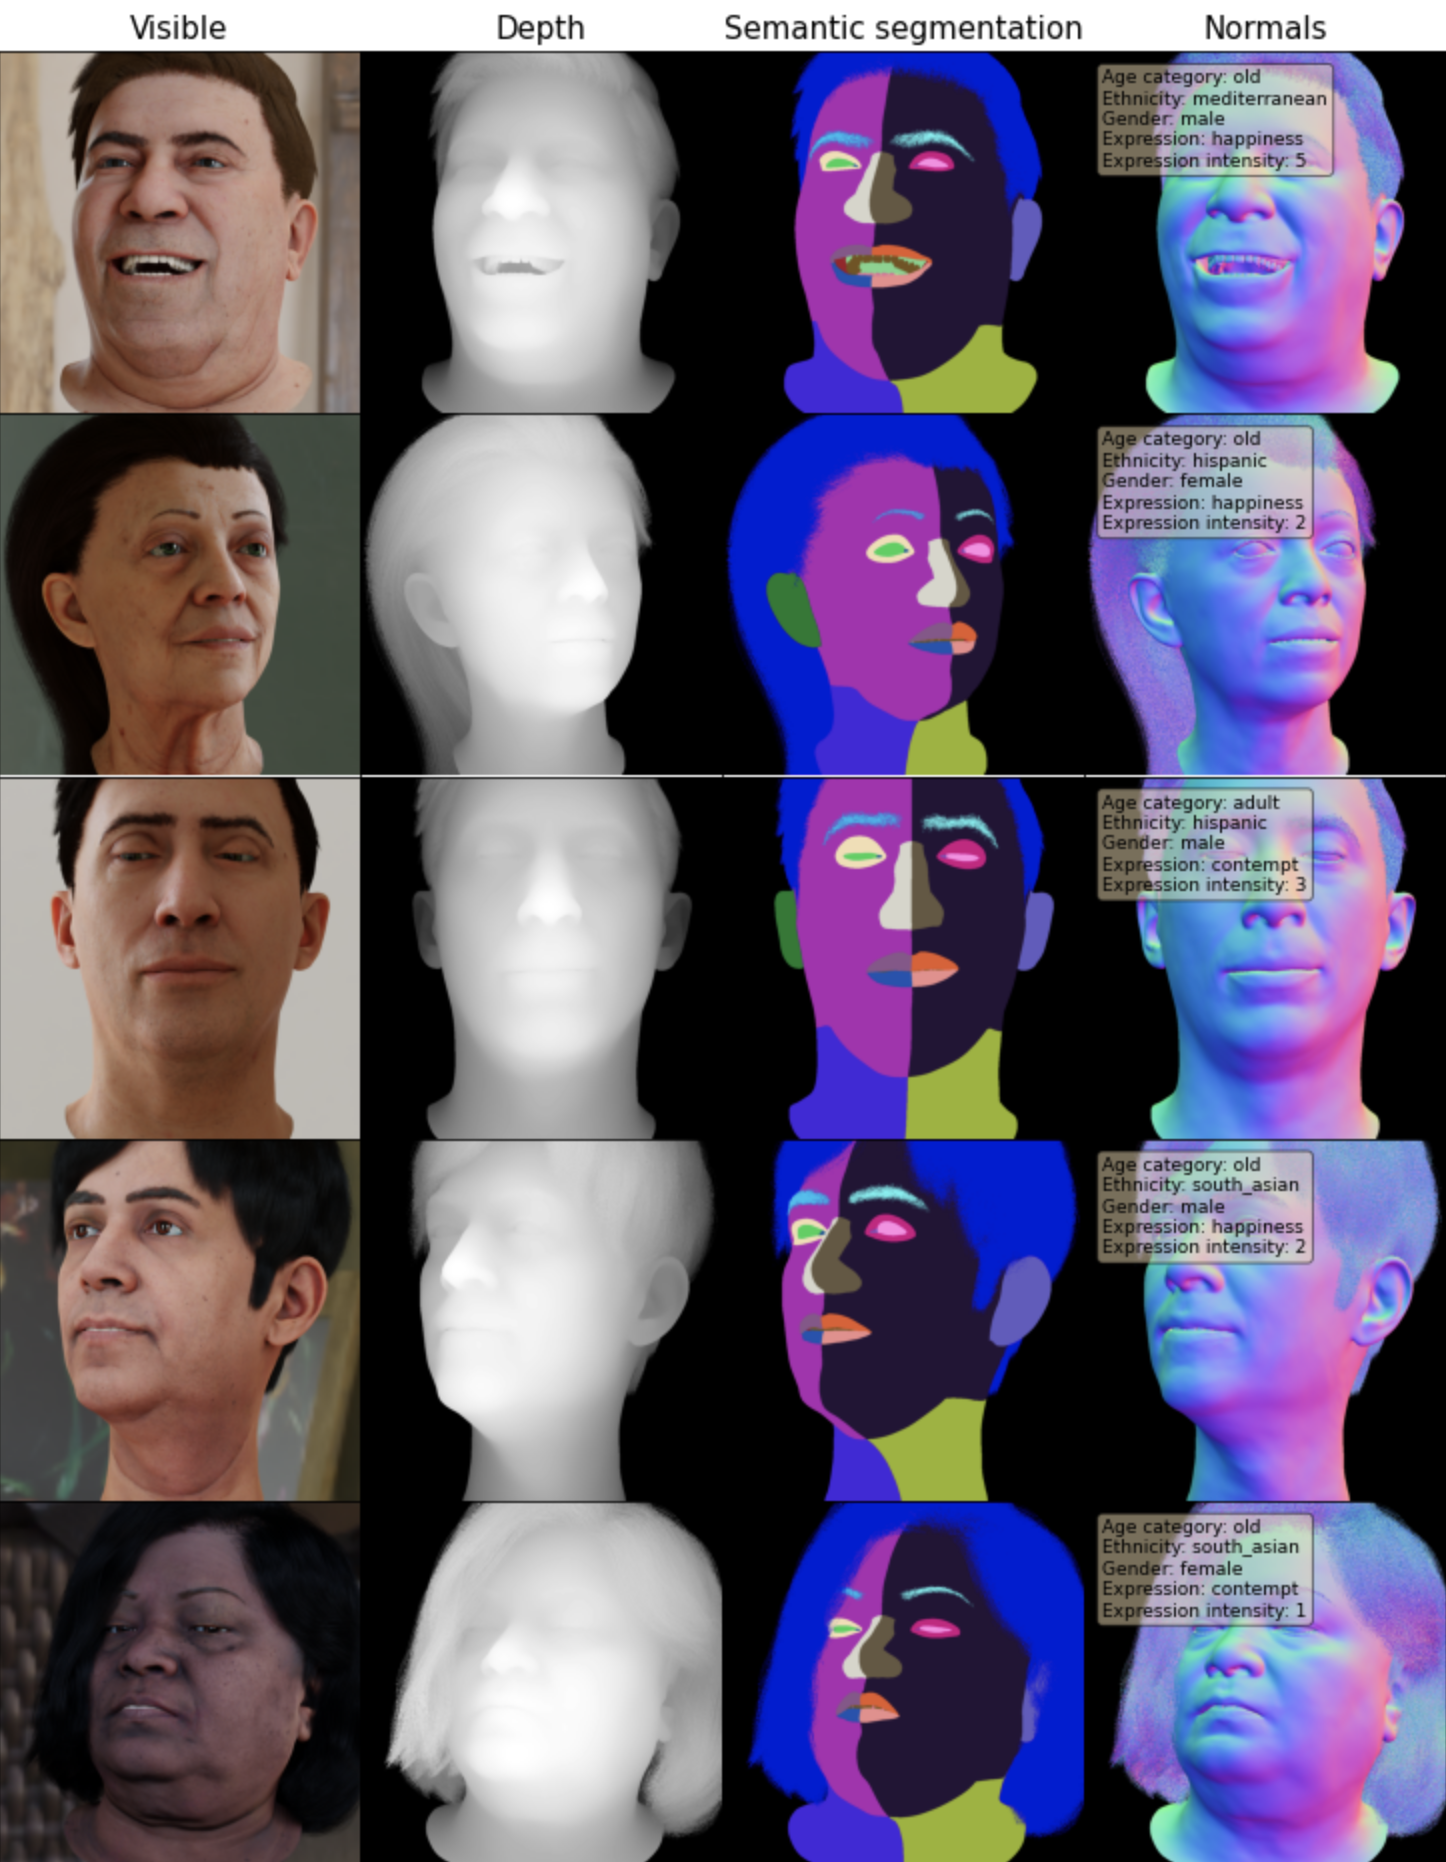 Visible Depth Semantic segmentation Normals
Age category: old
Ethnicity: mediterranean
Gender: male
Expression: happiness
Expression intensity: 5
Age category: old
Ethnicity: hispanic
Gender: female
Expression: happiness
Expression intensity: 2
Age category: adult
Ethnicity: hispanic
Gender: male
Expression: contempt
Expression intensity: 3
Age category: old
Ethnicity: south_asian
Gender: male
Expression: happiness
Expression intensity: 2
Age category: old
Ethnicity: south_asian
Gender: female
Expression: contempt
Expression intensity: 1